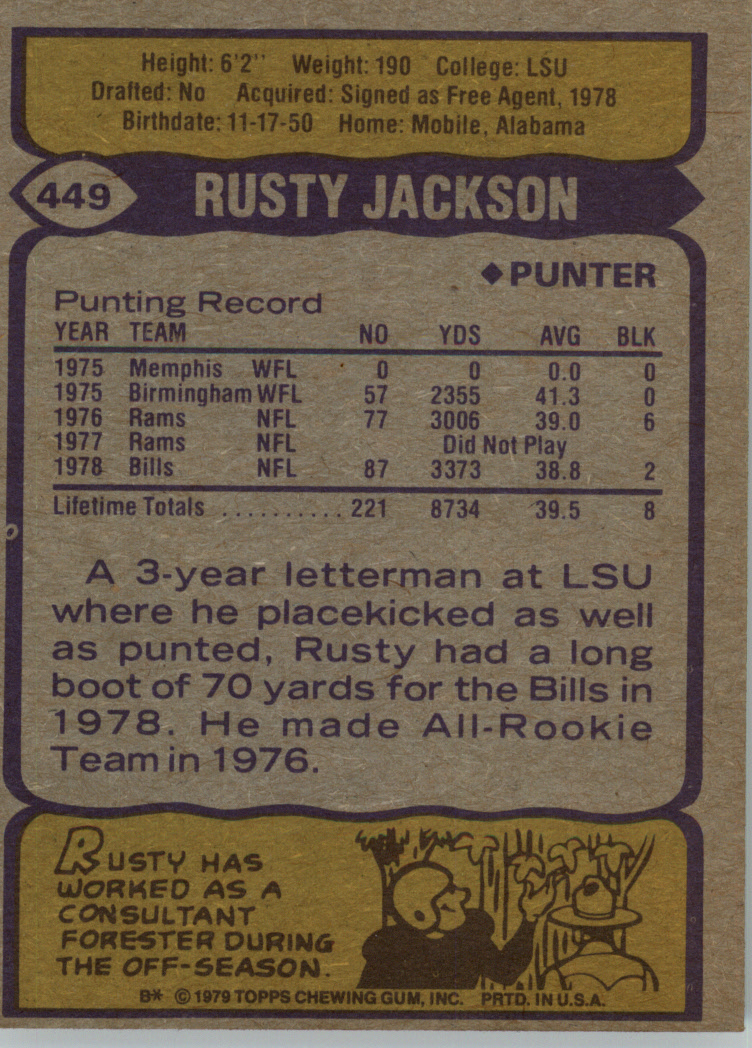 Height: 6'2" Weight: 190 College: LSU
Drafted: No Acquired: Signed as Free Agent, 1978
Birthdate: 11-17-50 Home: Mobile, Alabama
449 RUSTY JACKSON
◆PUNTER
Punting Record
YEAR TEAM NO YDS AVG BLK
1975 Memphis WFL 0 0 0.0 0
1975 Birmingham WFL 57 2355 41.3 0
1976 Rams NFL 77 3006 39.0 6
1977 Rams NFL Did Not Play
1978 Bills NFL 87 3373 38.8 2
Lifetime Totals .......... 221 8734 39.5 8
A 3-year letterman at LSU
where he placekicked as well
as punted, Rusty had a long
boot of 70 yards for the Bills in
1978. He made All-Rookie
Team in 1976.
RUSTY HAS
WORKED AS A
CONSULTANT
FORESTER DURING
THE OFF-SEASON.
B* © 1979 TOPPS CHEWING GUM, INC. PRTD. IN U.S.A.